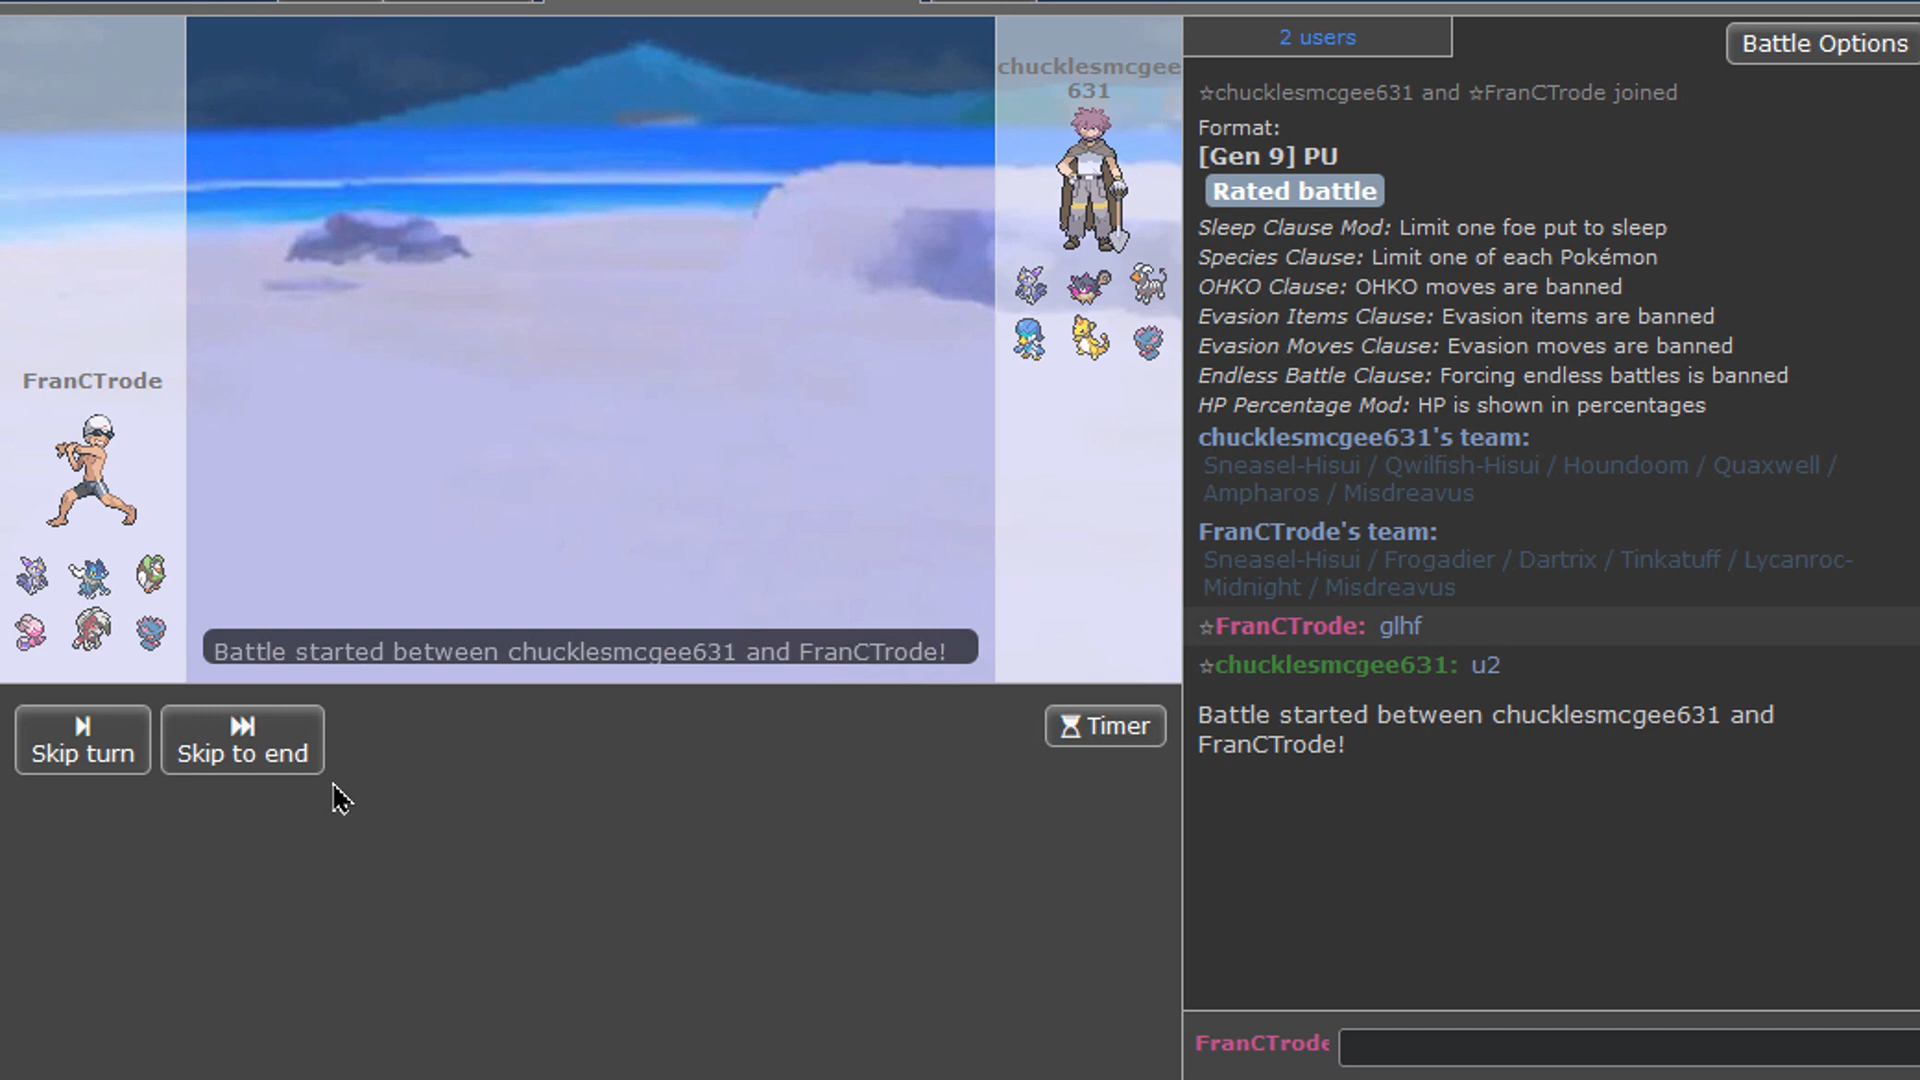 chucklesmcgee
631
FranCTrode
Battle started between chucklesmcgee631 and FranCTrode!
Skip turn
Skip to end
Timer
2 users
Battle Options
☆chucklesmcgee631 and ☆FranCTrode joined
Format:
[Gen 9] PU
Rated battle
Sleep Clause Mod: Limit one foe put to sleep
Species Clause: Limit one of each Pokémon
OHKO Clause: OHKO moves are banned
Evasion Items Clause: Evasion items are banned
Evasion Moves Clause: Evasion moves are banned
Endless Battle Clause: Forcing endless battles is banned
HP Percentage Mod: HP is shown in percentages
chucklesmcgee631's team:
Sneasel-Hisui / Qwilfish-Hisui / Houndoom / Quaxwell /
Ampharos / Misdreavus
FranCTrode's team:
Sneasel-Hisui / Frogadier / Dartrix / Tinkatuff / Lycanroc-
Midnight / Misdreavus
☆FranCTrode: glhf
☆chucklesmcgee631: u2
Battle started between chucklesmcgee631 and
FranCTrode!
FranCTrode